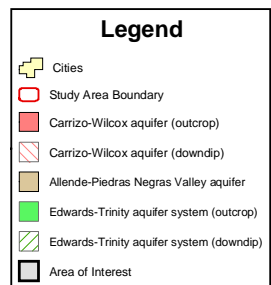 Legend
Cities
Study Area Boundary
Carrizo-Wilcox aquifer (outcrop)
Carrizo-Wilcox aquifer (downdip)
Allende-Piedras Negras Valley aquifer
Edwards-Trinity aquifer system (outcrop)
Edwards-Trinity aquifer system (downdip)
Area of Interest